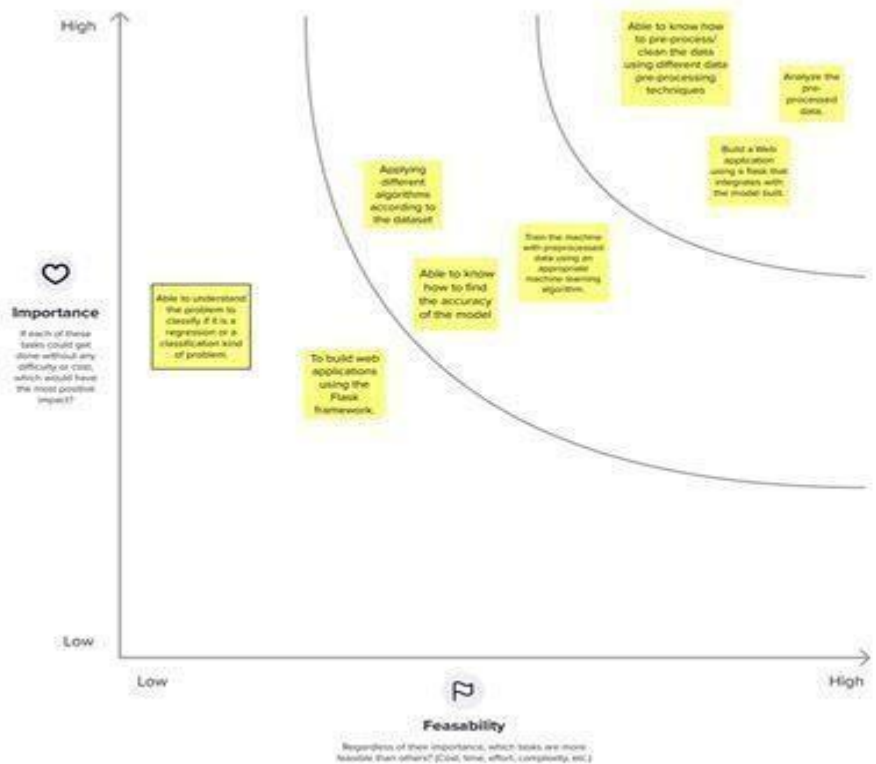 High
Able to know how
to pre-process/
clean the data
using different data
pre-processing
techniques
Analyze the
pre-
processed
data.
Build a Web
application
using a flask that
integrates with
the model built.
Applying
different
algorithms
according to
the dataset
Train the machine
with preprocessed
data using an
appropriate
machine learning
algorithm.
Able to know
how to find
the accuracy
of the model
Able to understand
the problem to
classify if it is a
regression or a
classification kind
of problem.
To build web
applications
using the
Flask
framework.
Importance
If each of these
tasks could get
done without any
difficulty or cost,
which would have
the most positive
impact?
Low
Low
High
Feasability
Regardless of their importance, which tasks are more
feasible than others? (Cost, time, effort, complexity, etc.)